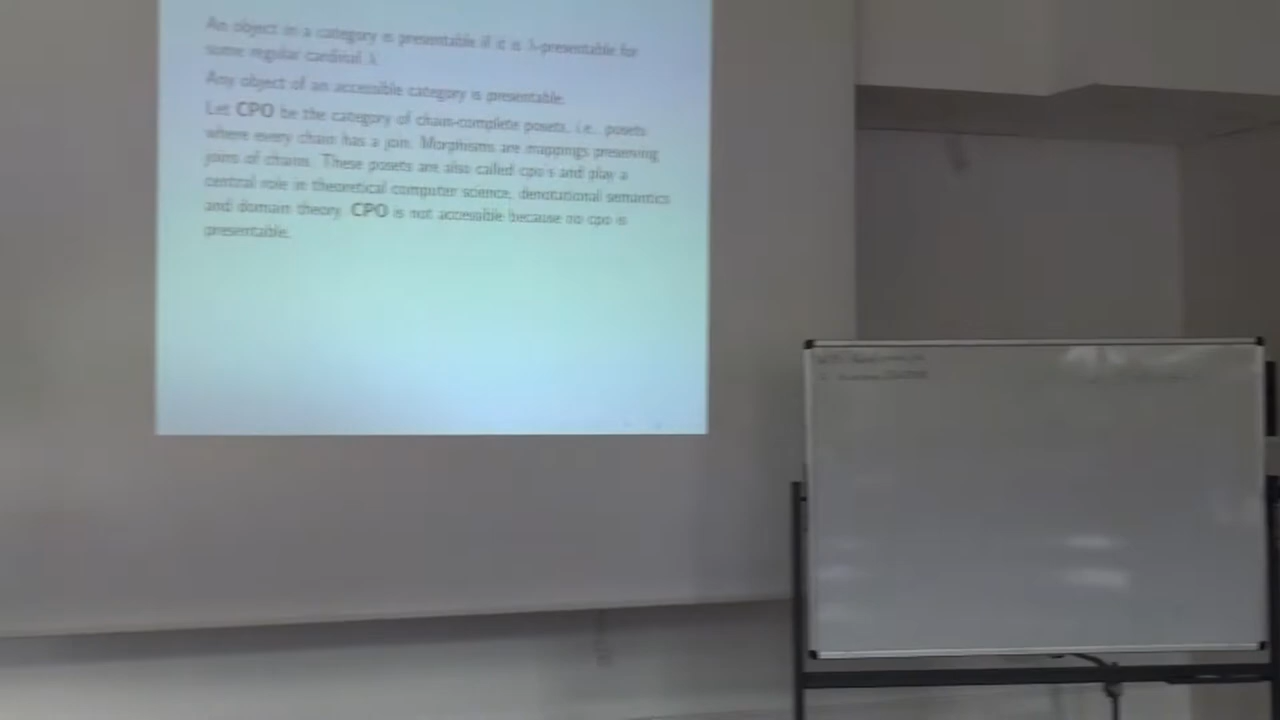 An object in a category is presentable if it is λ-presentable for
some regular cardinal λ.
Any object of an accessible category is presentable.
Let CPO be the category of chain-complete posets, i.e., posets
where every chain has a join. Morphisms are mappings preserving
joins of chains. These posets are also called cpo's and play a
central role in theoretical computer science, denotational semantics
and domain theory. CPO is not accessible because no cpo is
presentable.